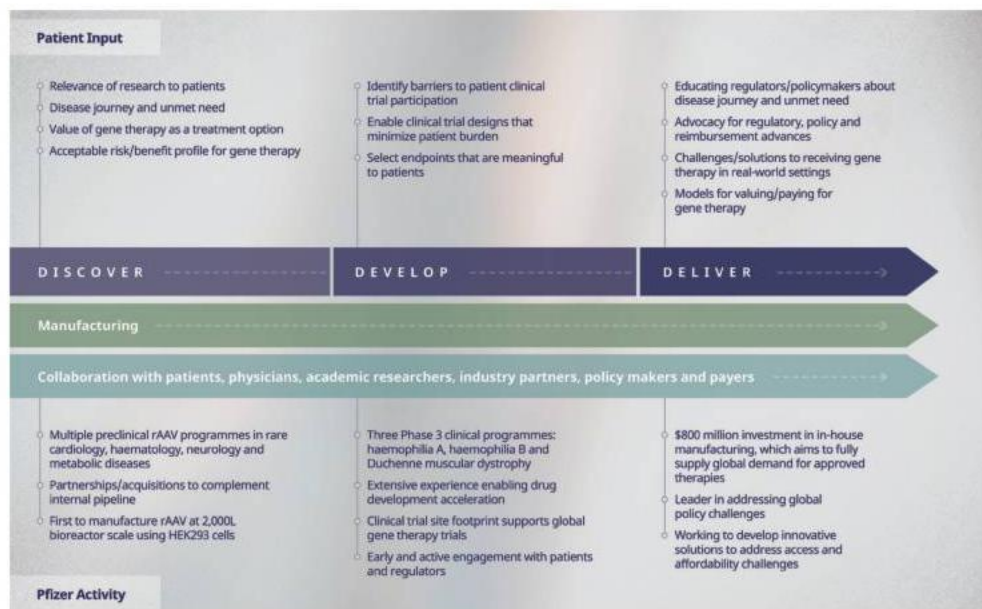 Patient Input
Relevance of research to patients
Disease journey and unmet need
Value of gene therapy as a treatment option
Acceptable risk/benefit profile for gene therapy
Identify barriers to patient clinical
trial participation
Enable clinical trial designs that
minimize patient burden
Select endpoints that are meaningful
to patients
Educating regulators/policymakers about
disease journey and unmet need
Advocacy for regulatory, policy and
reimbursement advances
Challenges/solutions to receiving gene
therapy in real-world settings
Models for valuing/paying for
gene therapy
DISCOVER
DEVELOP
DELIVER
Manufacturing
Collaboration with patients, physicians, academic researchers, industry partners, policy makers and payers
Multiple preclinical rAAV programmes in rare
cardiology, haematology, neurology and
metabolic diseases
Partnerships/acquisitions to complement
internal pipeline
First to manufacture rAAV at 2,000L
bioreactor scale using HEK293 cells
Three Phase 3 clinical programmes:
haemophilia A, haemophilia B and
Duchenne muscular dystrophy
Extensive experience enabling drug
development acceleration
Clinical trial site footprint supports global
gene therapy trials
Early and active engagement with patients
and regulators
$800 million investment in in-house
manufacturing, which aims to fully
supply global demand for approved
therapies
Leader in addressing global
policy challenges
Working to develop innovative
solutions to address access and
affordability challenges
Pfizer Activity